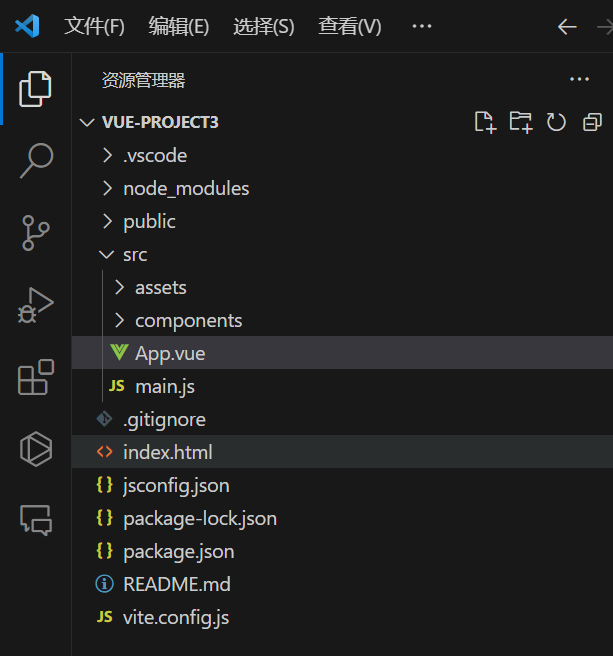 文件(F) 编辑(E) 选择(S) 查看(V) ···
资源管理器 ···
VUE-PROJECT3
.vscode
node_modules
public
src
assets
components
App.vue
JS main.js
.gitignore
index.html
{} jsconfig.json
{} package-lock.json
{} package.json
README.md
JS vite.config.js